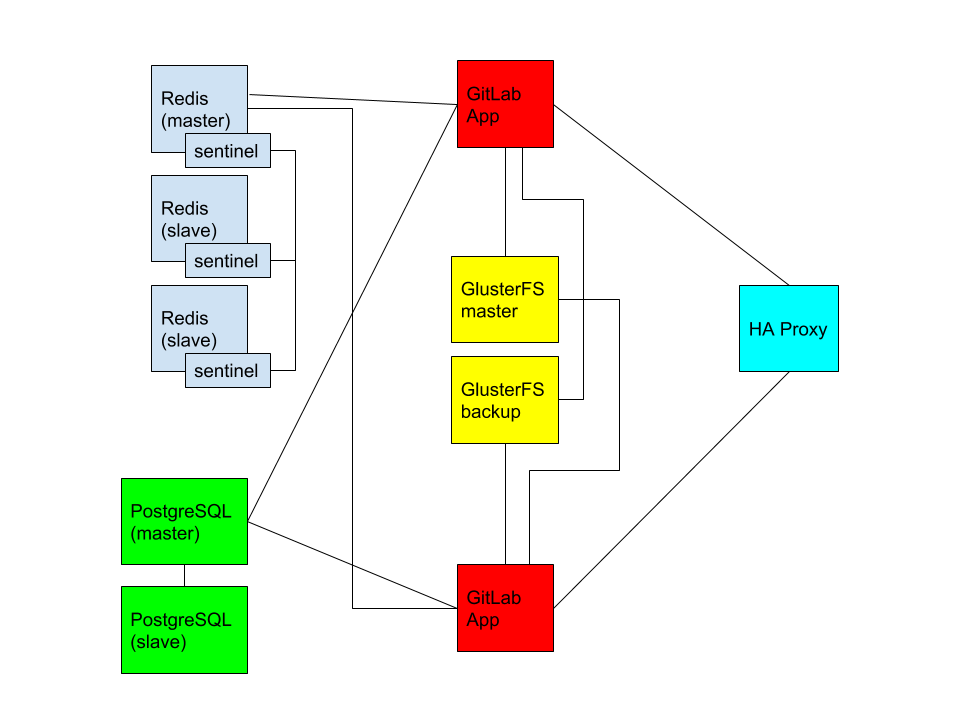 Redis
(master)
sentinel
Redis
(slave)
sentinel
Redis
(slave)
sentinel
PostgreSQL
(master)
PostgreSQL
(slave)
GitLab
App
GlusterFS
master
GlusterFS
backup
GitLab
App
HA Proxy